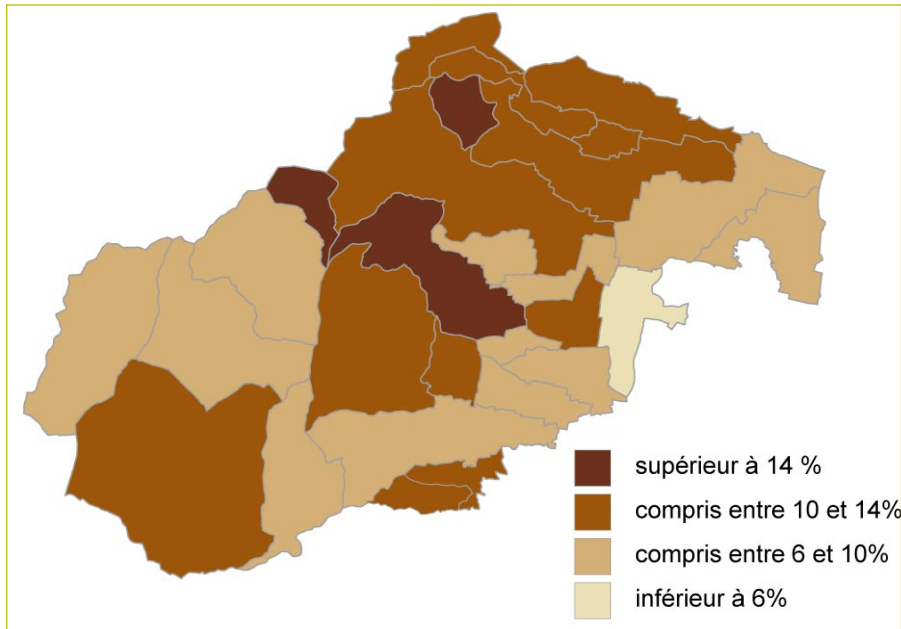 supérieur à 14 %
compris entre 10 et 14%
compris entre 6 et 10%
inférieur à 6%